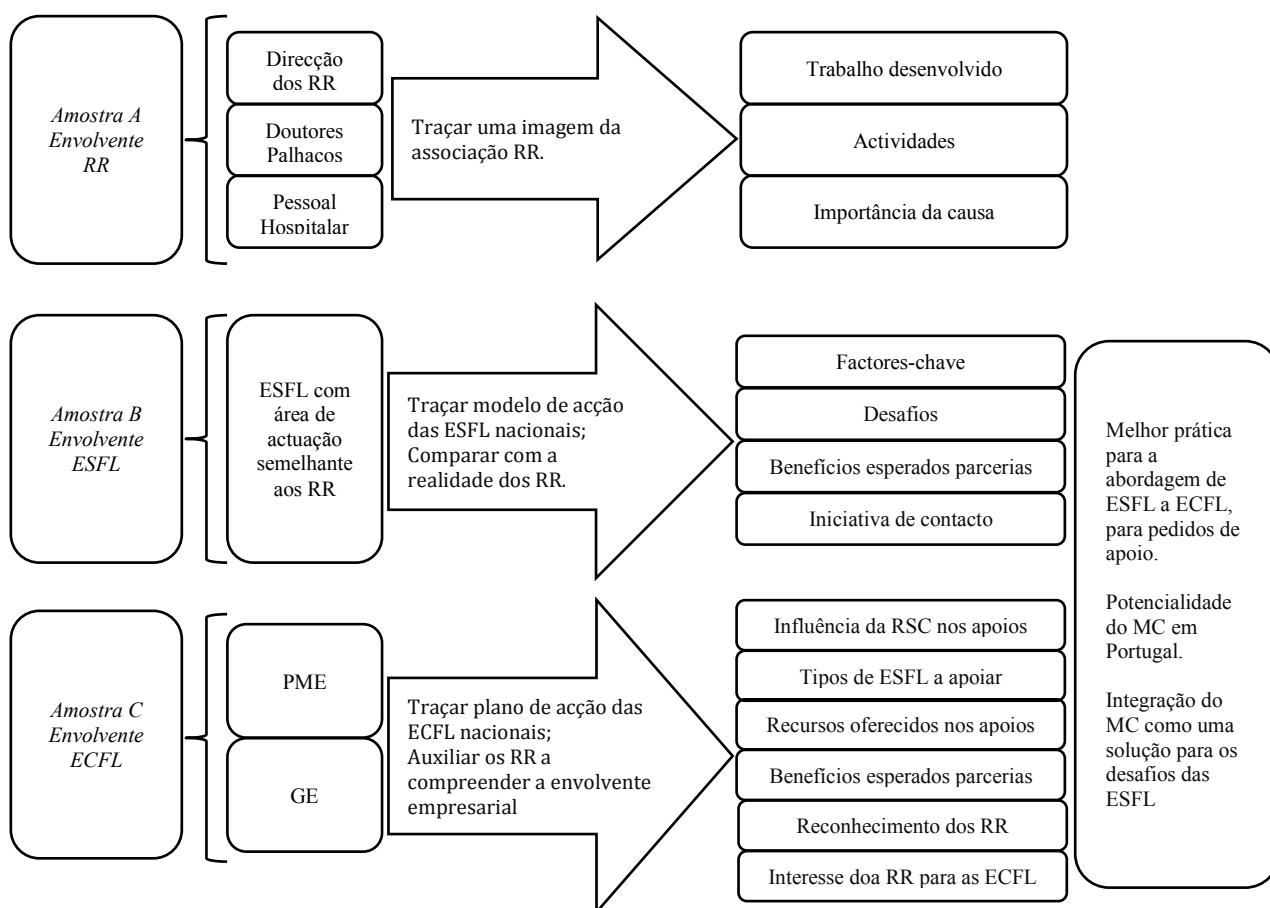 Amostra A
Envolvente
RR
Direcção
dos RR
Doutores
Palhacos
Pessoal
Hospitalar
Traçar uma imagem da
associação RR.
Trabalho desenvolvido
Actividades
Importância da causa
Amostra B
Envolvente
ESFL
ESFL com
área de
actuação
semelhante
aos RR
Traçar modelo de acção
das ESFL nacionais;
Comparar com a
realidade dos RR.
Factores-chave
Desafios
Benefícios esperados parcerias
Iniciativa de contacto
Amostra C
Envolvente
ECFL
PME
GE
Traçar plano de acção das
ECFL nacionais;
Auxiliar os RR a
compreender a envolvente
empresarial
Influência da RSC nos apoios
Tipos de ESFL a apoiar
Recursos oferecidos nos apoios
Benefícios esperados parcerias
Reconhecimento dos RR
Interesse doa RR para as ECFL
Melhor prática
para a
abordagem de
ESFL a ECFL,
para pedidos de
apoio.
Potencialidade
do MC em
Portugal.
Integração do
MC como uma
solução para os
desafios das
ESFL